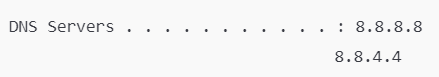 DNS Servers . . . . . . . . . . . : 8.8.8.8
8.8.4.4